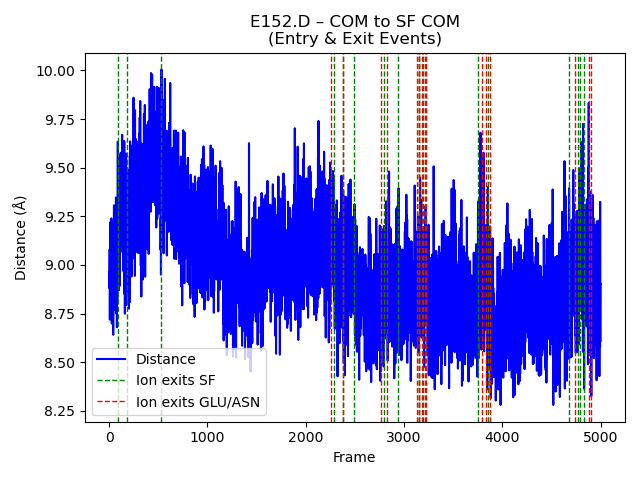 E152.D – COM to SF COM
(Entry & Exit Events)
Distance (Å)
10.00
9.75
9.50
9.25
9.00
8.75
8.50
8.25
Distance
Ion exits SF
Ion exits GLU/ASN
0 1000 2000 3000 4000 5000
Frame